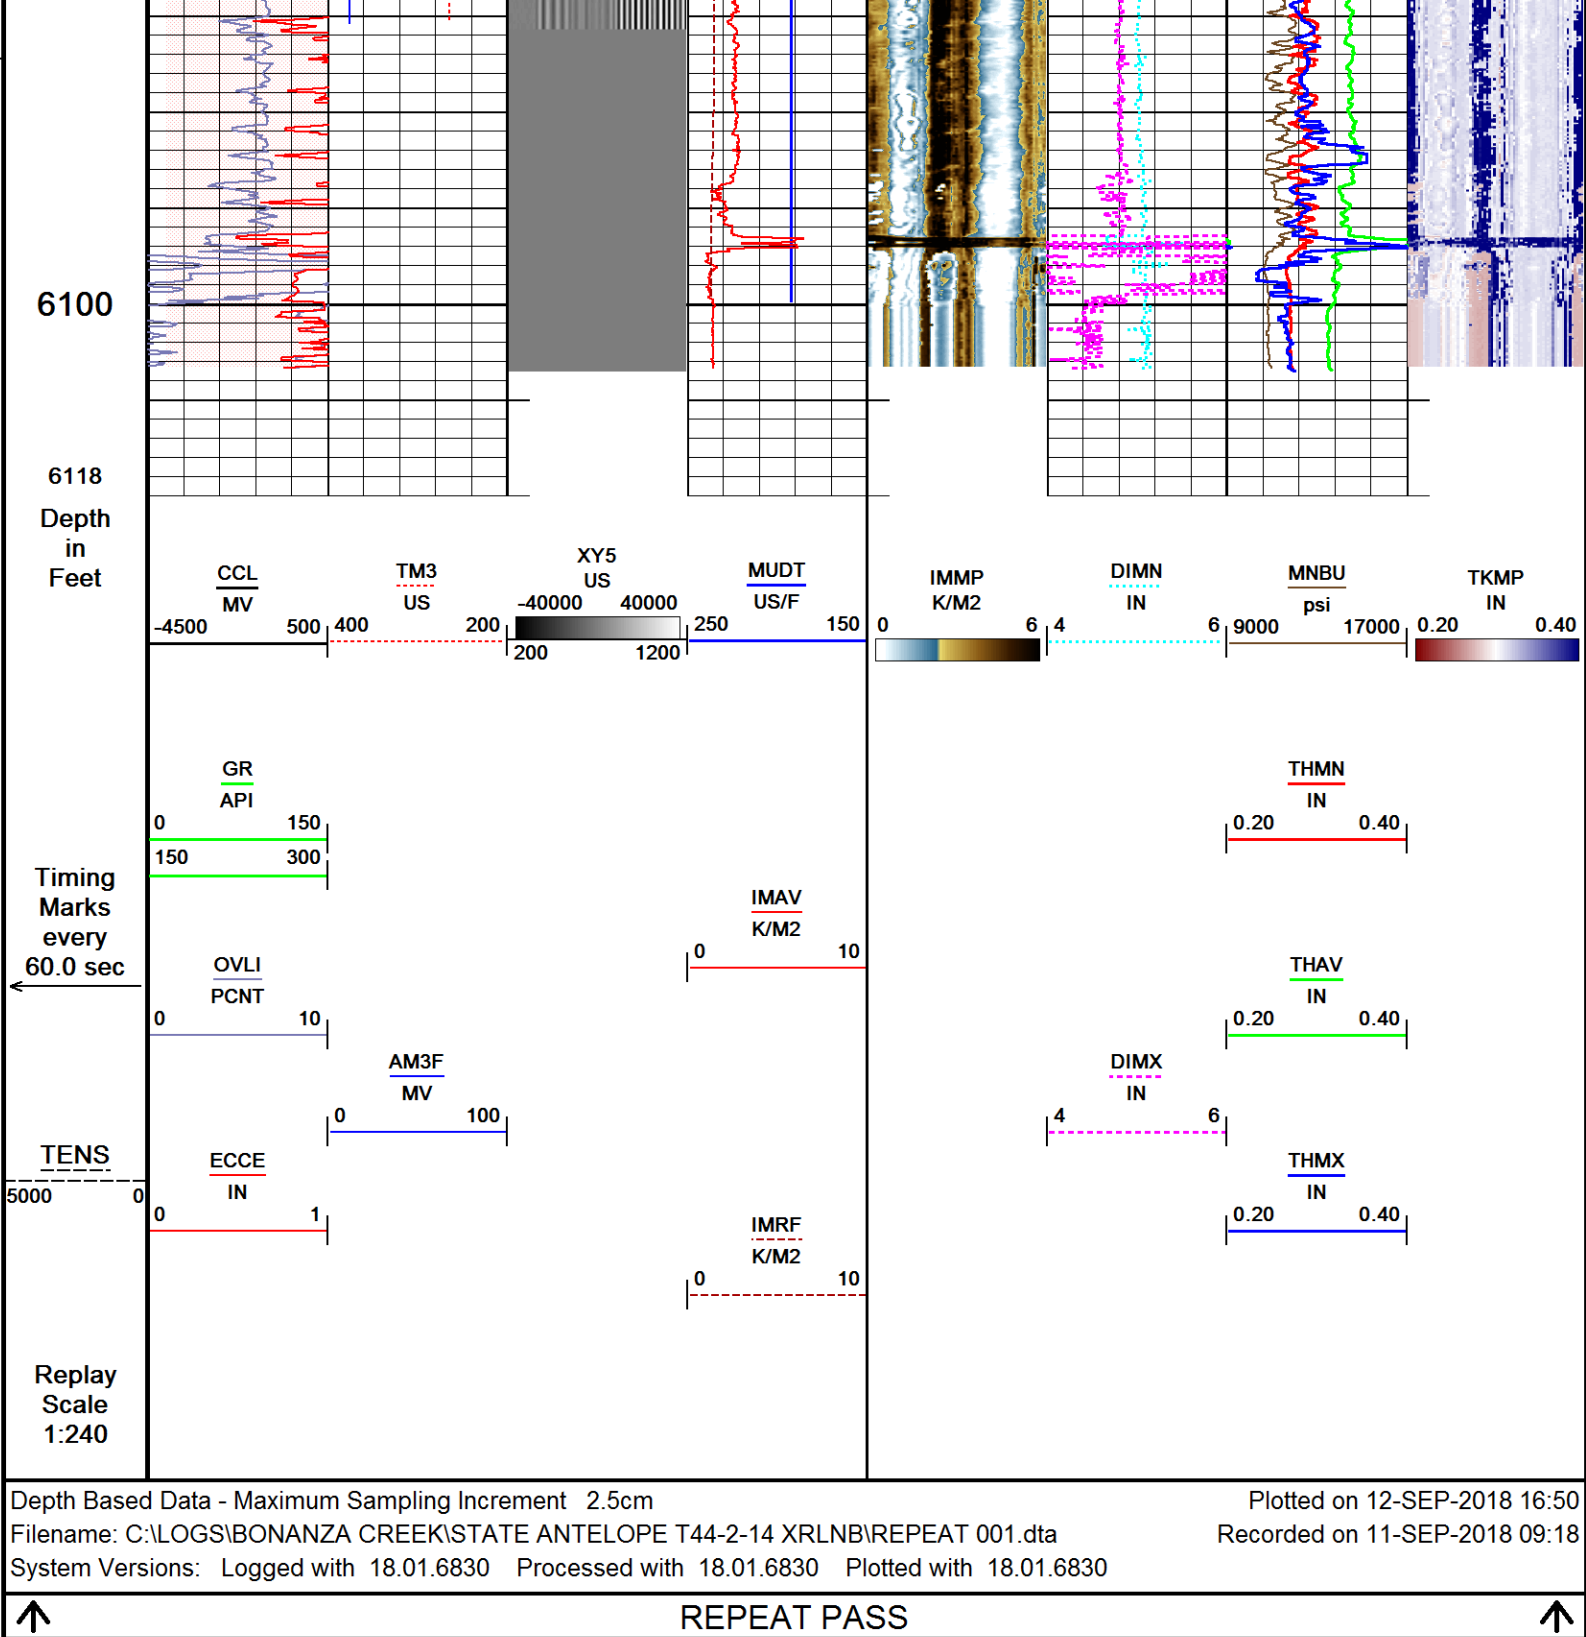 6100
6118
Depth
in
Feet
CCL
MV
-4500 500
TM3
US
400 200
XY5
US
-40000 40000
200 1200
MUDT
US/F
250 150
IMMP
K/M2
0 6
DIMN
IN
4 6
MNBU
psi
9000 17000
TKMP
IN
0.20 0.40
GR
API
0 150
150 300
THMN
IN
0.20 0.40
Timing
Marks
every
60.0 sec
IMAV
K/M2
0 10
OVLI
PCNT
0 10
THAV
IN
0.20 0.40
AM3F
MV
0 100
DIMX
IN
4 6
TENS
5000 0
ECCE
IN
0 1
THMX
IN
0.20 0.40
IMRF
K/M2
0 10
Replay
Scale
1:240
Depth Based Data - Maximum Sampling Increment 2.5cm
Plotted on 12-SEP-2018 16:50
Filename: C:\LOGS\BONANZA CREEK\STATE ANTELOPE T44-2-14 XRLNB\REPEAT 001.dta
Recorded on 11-SEP-2018 09:18
System Versions: Logged with 18.01.6830 Processed with 18.01.6830 Plotted with 18.01.6830
REPEAT PASS